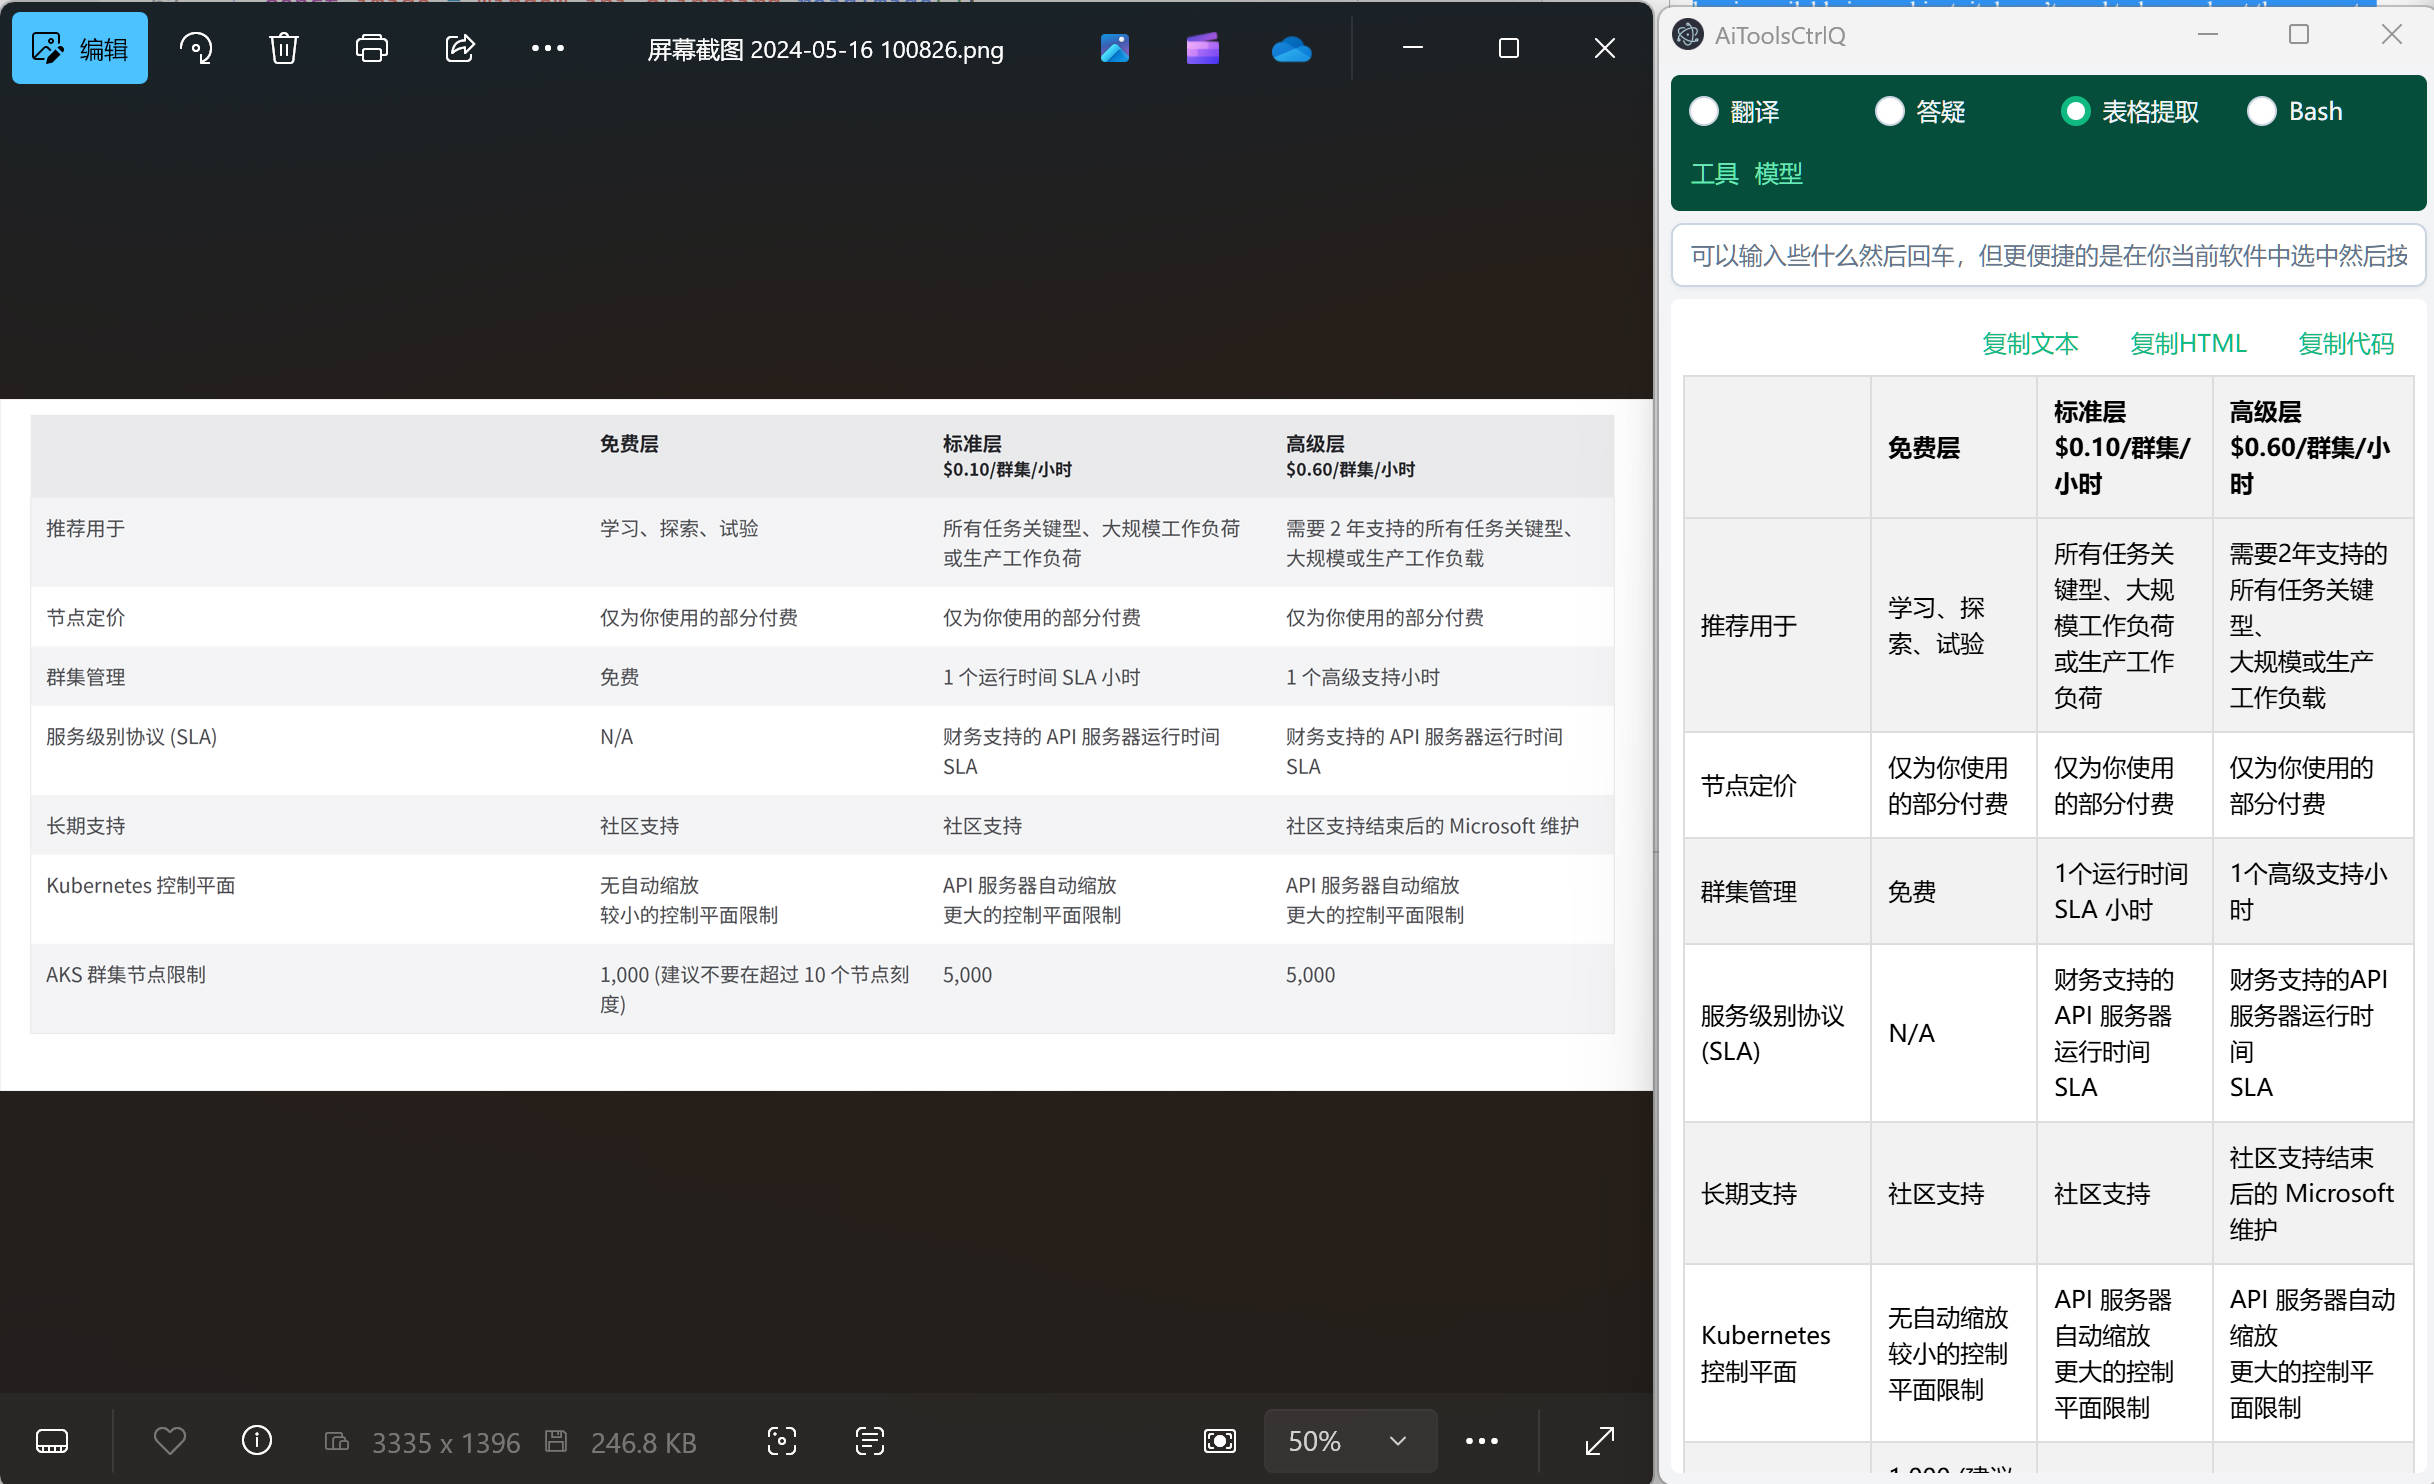 编辑
屏幕截图 2024-05-16 100826.png
免费层
标准层
$0.10/群集/小时
高级层
$0.60/群集/小时
推荐用于
学习、探索、试验
所有任务关键型、大规模工作负荷
或生产工作负荷
需要 2 年支持的所有任务关键型、
大规模或生产工作负载
节点定价
仅为你使用的部分付费
仅为你使用的部分付费
仅为你使用的部分付费
群集管理
免费
1 个运行时间 SLA 小时
1 个高级支持小时
服务级别协议 (SLA)
N/A
财务支持的 API 服务器运行时间
SLA
财务支持的 API 服务器运行时间
SLA
长期支持
社区支持
社区支持
社区支持结束后的 Microsoft 维护
Kubernetes 控制平面
无自动缩放
较小的控制平面限制
API 服务器自动缩放
更大的控制平面限制
API 服务器自动缩放
更大的控制平面限制
AKS 群集节点限制
1,000 (建议不要在超过 10 个节点刻
度)
5,000
5,000
3335 x 1396
246.8 KB
50%
AiToolsCtrlQ
翻译
答疑
表格提取
Bash
工具 模型
可以输入些什么然后回车，但更便捷的是在你当前软件中选中然后按
复制文本
复制HTML
复制代码
免费层
标准层
$0.10/群集/
小时
高级层
$0.60/群集/小
时
推荐用于
学习、探
索、试验
所有任务关
键型、大规
模工作负荷
或生产工作
负荷
需要2年支持的
所有任务关键
型、
大规模或生产
工作负载
节点定价
仅为你使用
的部分付费
仅为你使用
的部分付费
仅为你使用的
部分付费
群集管理
免费
1个运行时间
SLA 小时
1个高级支持小
时
服务级别协议
(SLA)
N/A
财务支持的
API 服务器
运行时间
SLA
财务支持的API
服务器运行时
间
SLA
长期支持
社区支持
社区支持
社区支持结束
后的 Microsoft
维护
Kubernetes
控制平面
无自动缩放
较小的控制
平面限制
API 服务器
自动缩放
更大的控制
平面限制
API 服务器自动
缩放
更大的控制平
面限制